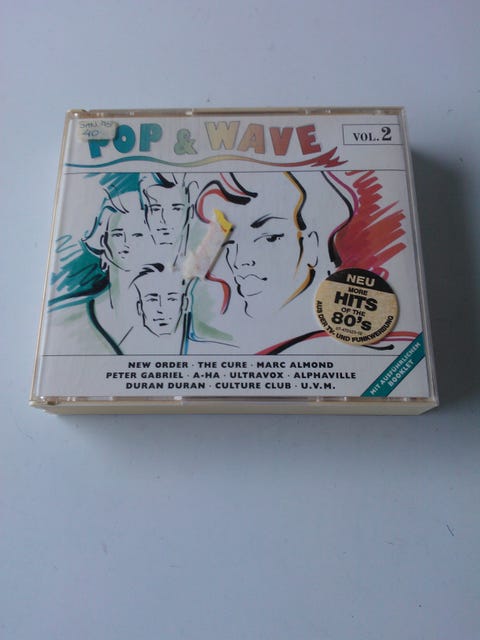 40.-
POP & WAVE
VOL. 2
NEU
MORE
HITS
OF THE
80's
AUS DER TV- UND FUNKWERBUNG
NEW ORDER · THE CURE · MARC ALMOND
PETER GABRIEL · A-HA · ULTRAVOX · ALPHAVILLE
DURAN DURAN · CULTURE CLUB · U.V.M.
MIT AUSFÜHRLICHEM
BOOKLET